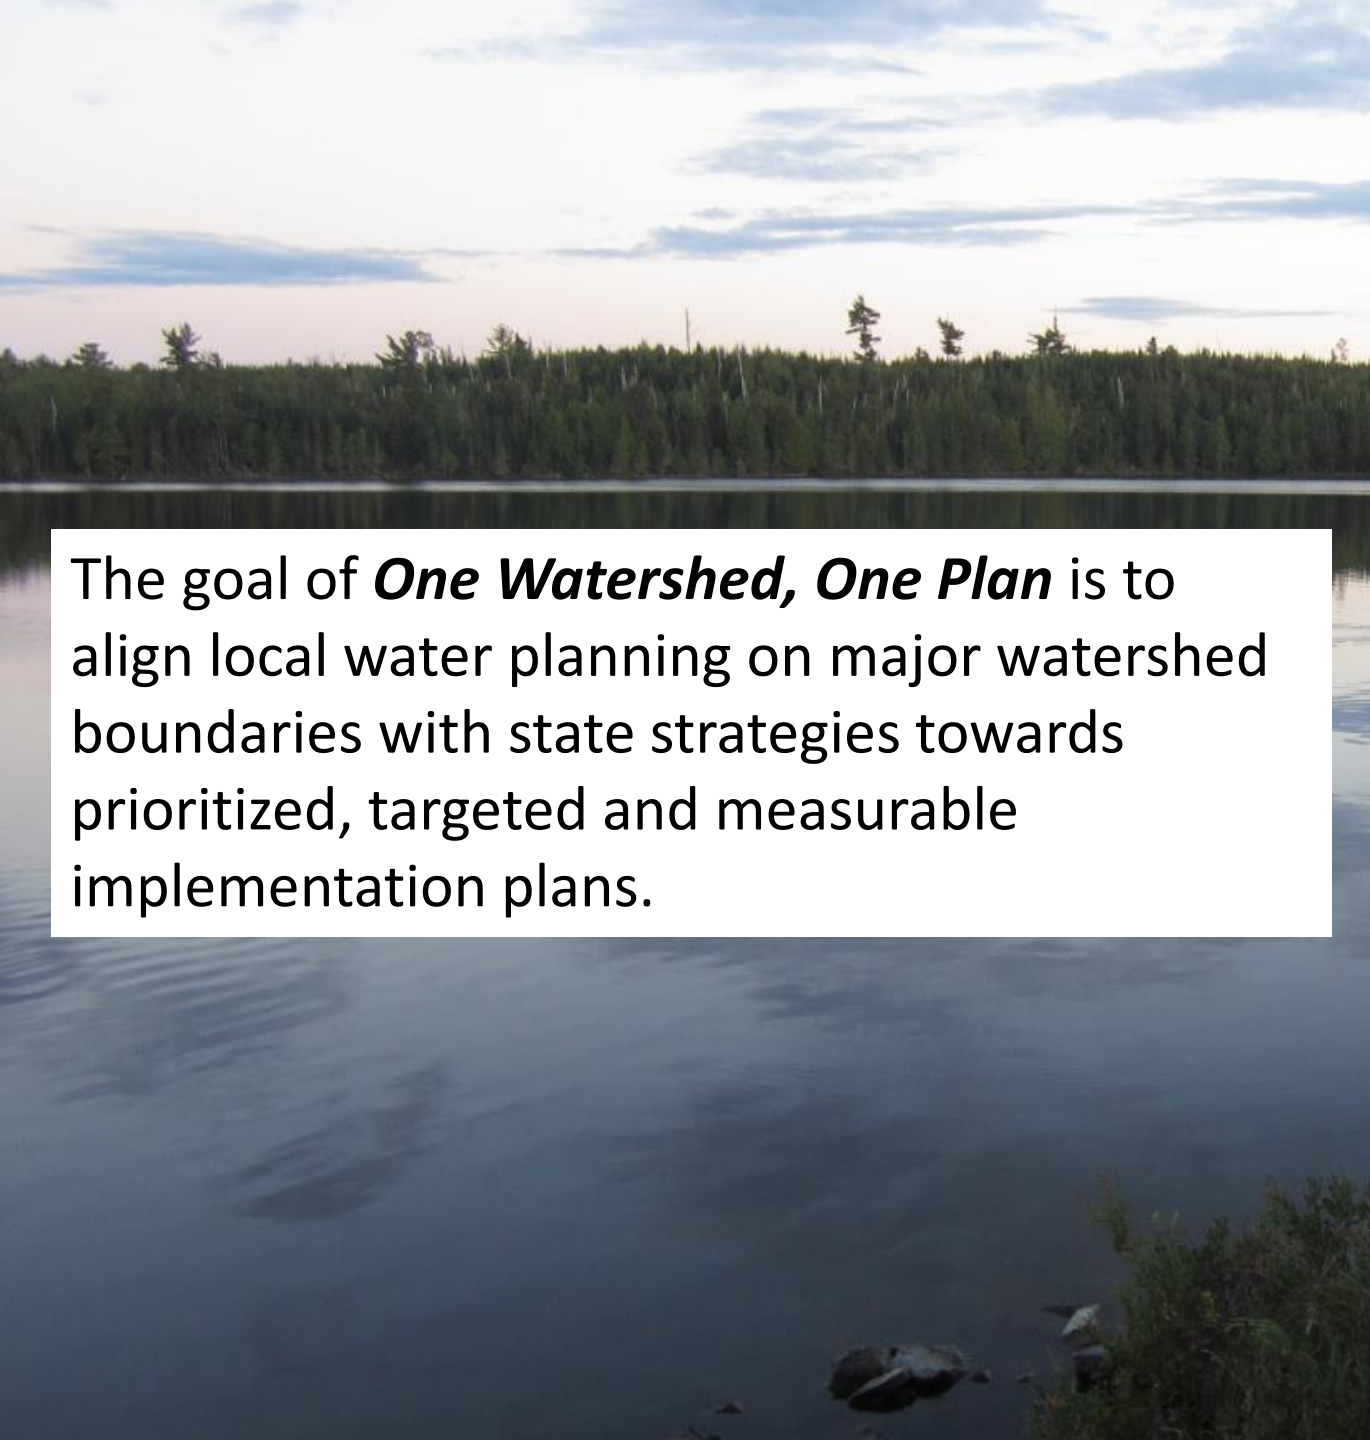 The goal of One Watershed, One Plan is to
align local water planning on major watershed
boundaries with state strategies towards
prioritized, targeted and measurable
implementation plans.